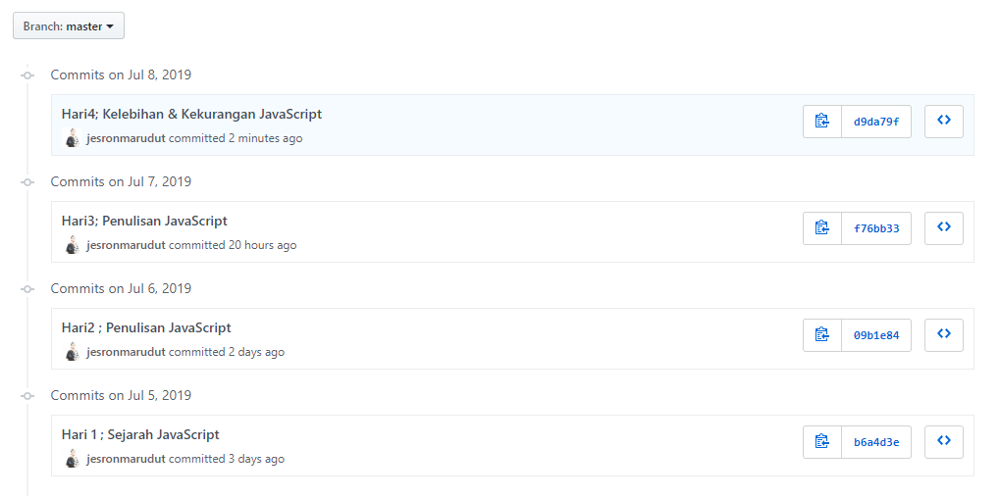 Branch: master
Commits on Jul 8, 2019
Hari4; Kelebihan & Kekurangan JavaScript
jesronmarudut committed 2 minutes ago
d9da79f
Commits on Jul 7, 2019
Hari3; Penulisan JavaScript
jesronmarudut committed 20 hours ago
f76bb33
Commits on Jul 6, 2019
Hari2 ; Penulisan JavaScript
jesronmarudut committed 2 days ago
09b1e84
Commits on Jul 5, 2019
Hari 1 ; Sejarah JavaScript
jesronmarudut committed 3 days ago
b6a4d3e